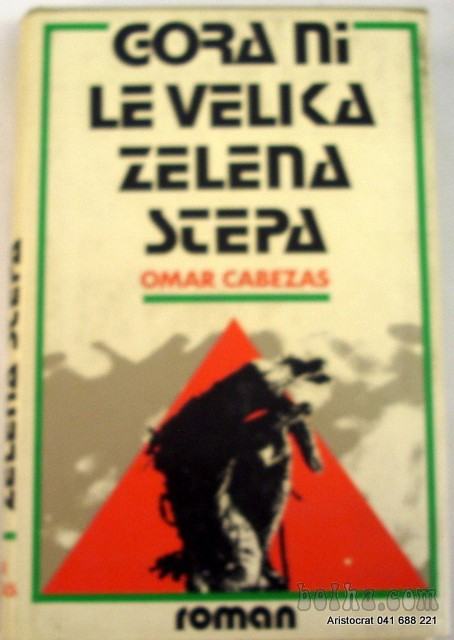 GORA NI
LE VELIKA
ZELENA
STEPA
OMAR CABEZAS
roman
ZELENA STEPA
bolha.com
Aristocrat 041 688 221